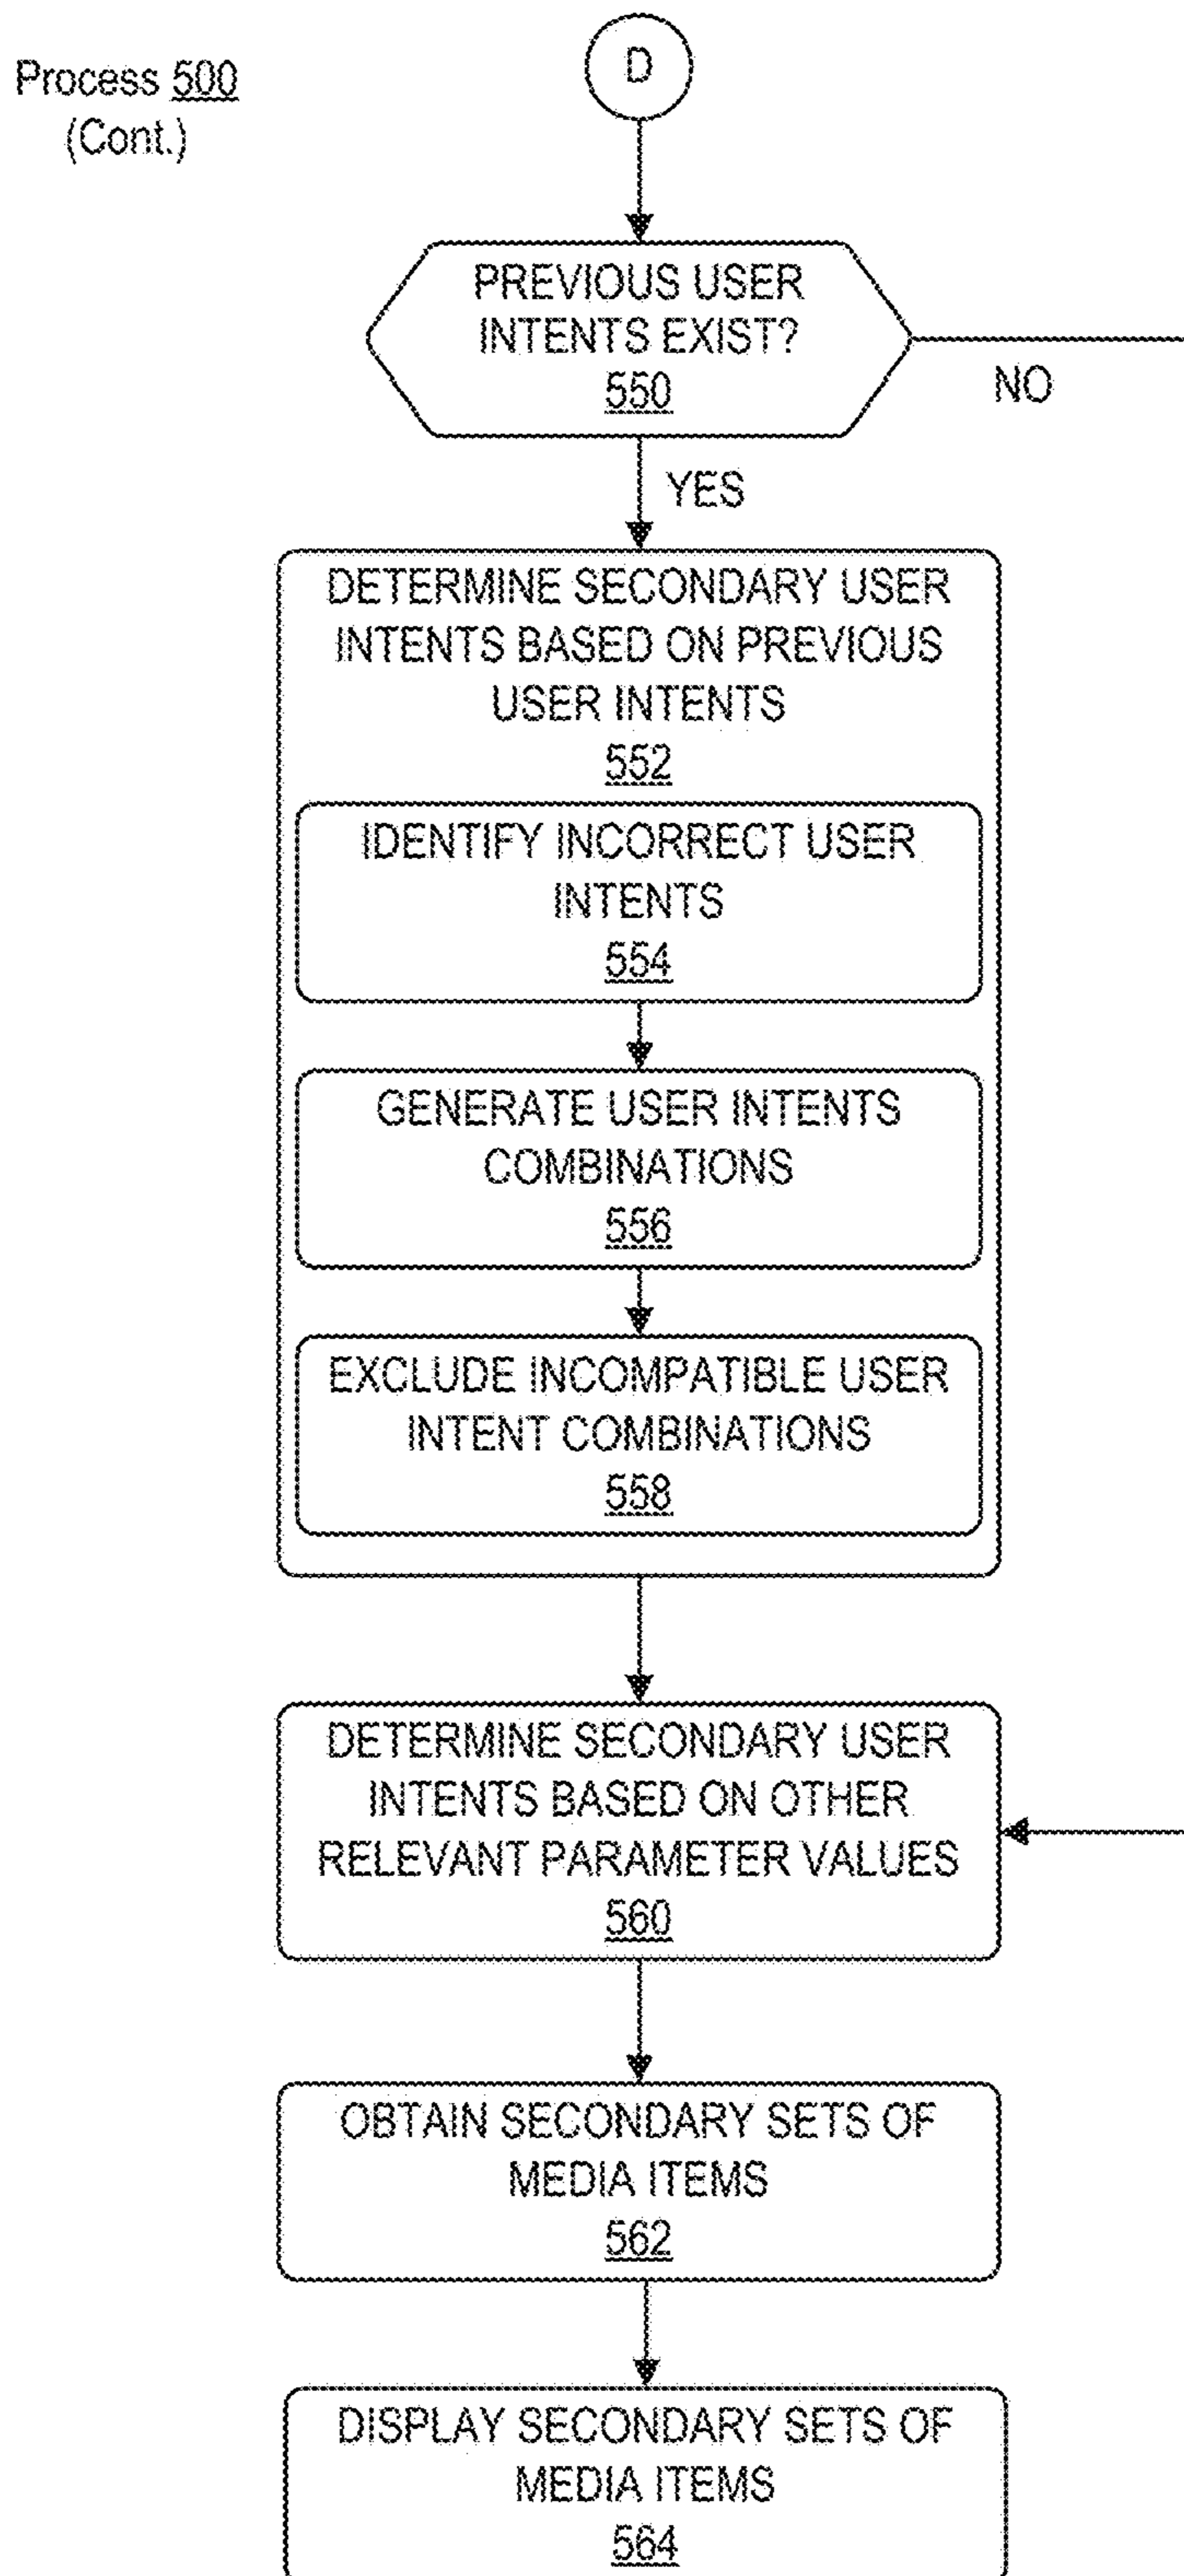 Process 500
(Cont.)
D
PREVIOUS USER
INTENTS EXIST?
550
NO
YES
DETERMINE SECONDARY USER
INTENTS BASED ON PREVIOUS
USER INTENTS
552
IDENTIFY INCORRECT USER
INTENTS
554
GENERATE USER INTENTS
COMBINATIONS
556
EXCLUDE INCOMPATIBLE USER
INTENT COMBINATIONS
558
DETERMINE SECONDARY USER
INTENTS BASED ON OTHER
RELEVANT PARAMETER VALUES
560
OBTAIN SECONDARY SETS OF
MEDIA ITEMS
562
DISPLAY SECONDARY SETS OF
MEDIA ITEMS
564